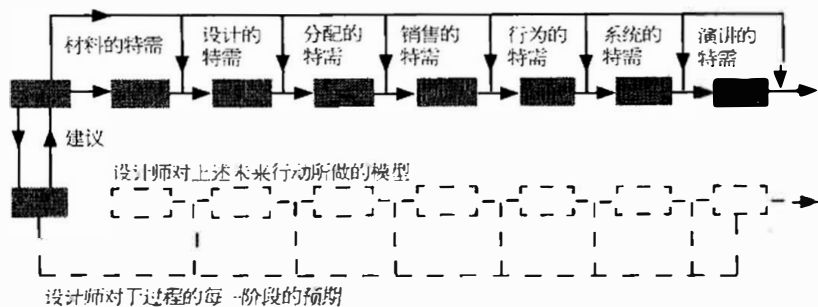 材料的特需
设计的
特需
分配的
特需
销售的
特需
行为的
特需
系统的
特需
演讲的
特需
建议
设计师对上述未来行动所做的模型
设计师对于过程的每一阶段的预期